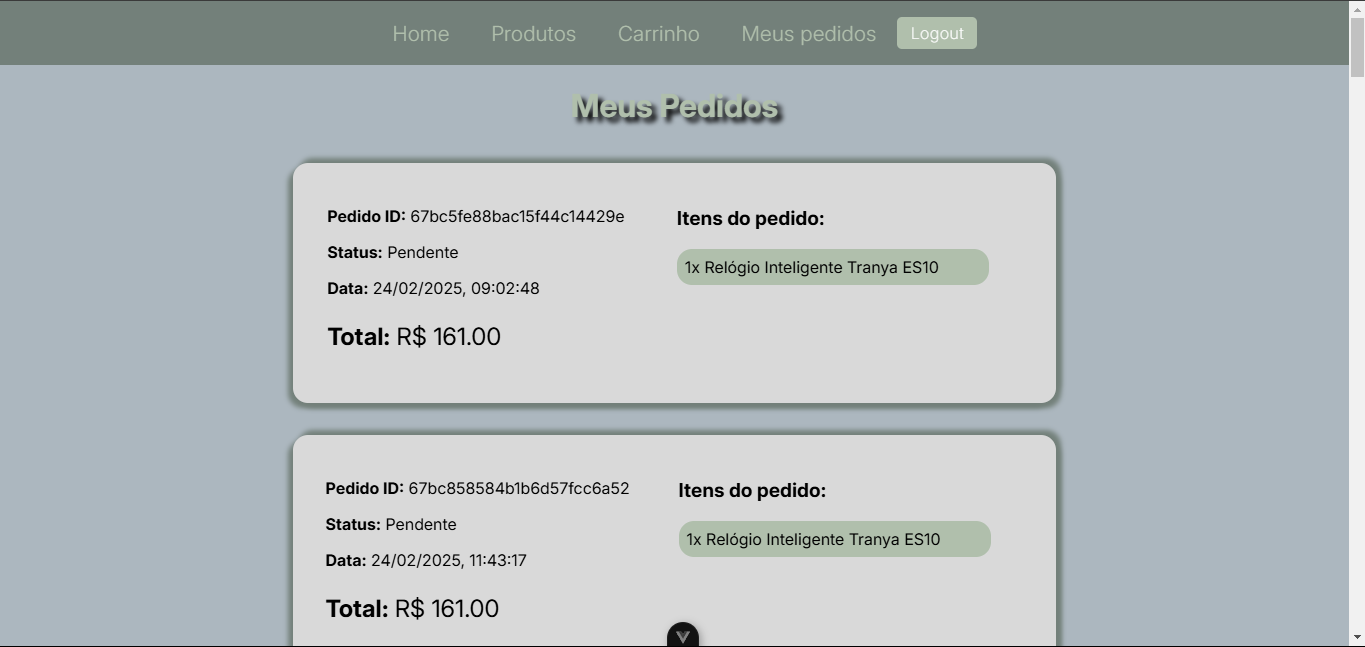 Home Produtos Carrinho Meus pedidos Logout
Meus Pedidos
Pedido ID: 67bc5fe88bac15f44c14429e
Status: Pendente
Data: 24/02/2025, 09:02:48
Total: R$ 161.00
Itens do pedido:
1x Relógio Inteligente Tranya ES10
Pedido ID: 67bc858584b1b6d57fcc6a52
Status: Pendente
Data: 24/02/2025, 11:43:17
Total: R$ 161.00
Itens do pedido:
1x Relógio Inteligente Tranya ES10